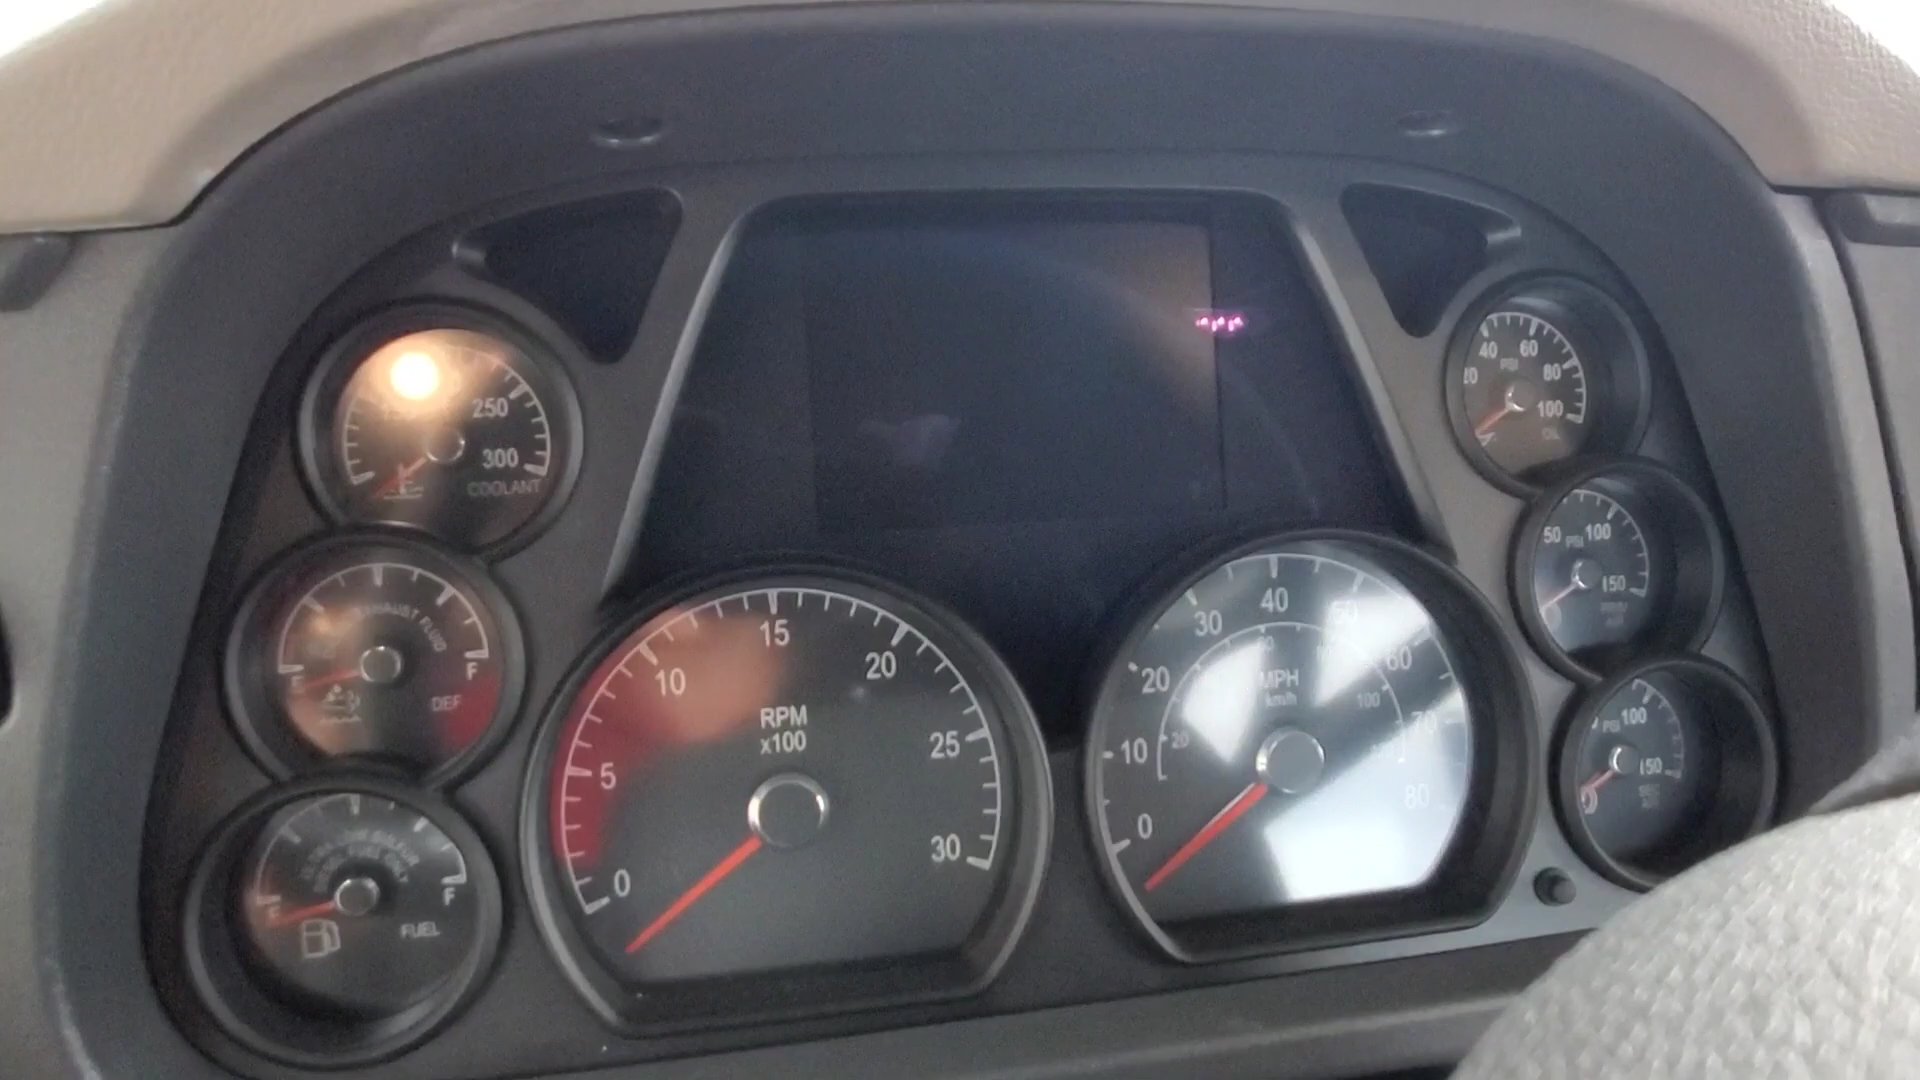 250
300
COOLANT
EXHAUST FLUID
E F
DEF
E F
FUEL
0 5 10 15 20 25 30
RPM
x100
0 10 20 30 40 50 60 70 80
MPH
km/h
20
100
40 60
PSI
80
100
OIL
50 100
PSI
150
100
PSI
150